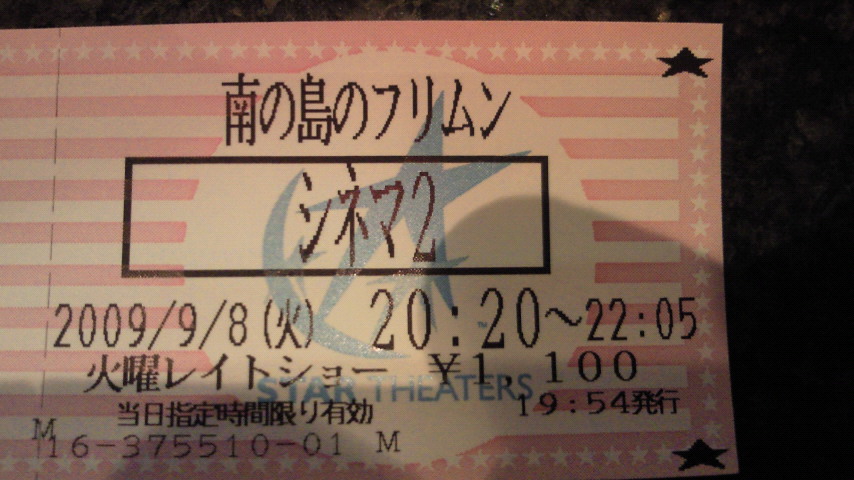 南の島のフリムン
シネマ2
2009/9/8(火) 20:20～22:05
火曜レイトショー ¥1,100
STAR THEATERS
当日指定時間限り有効 19:54発行
M16-375510-01 M